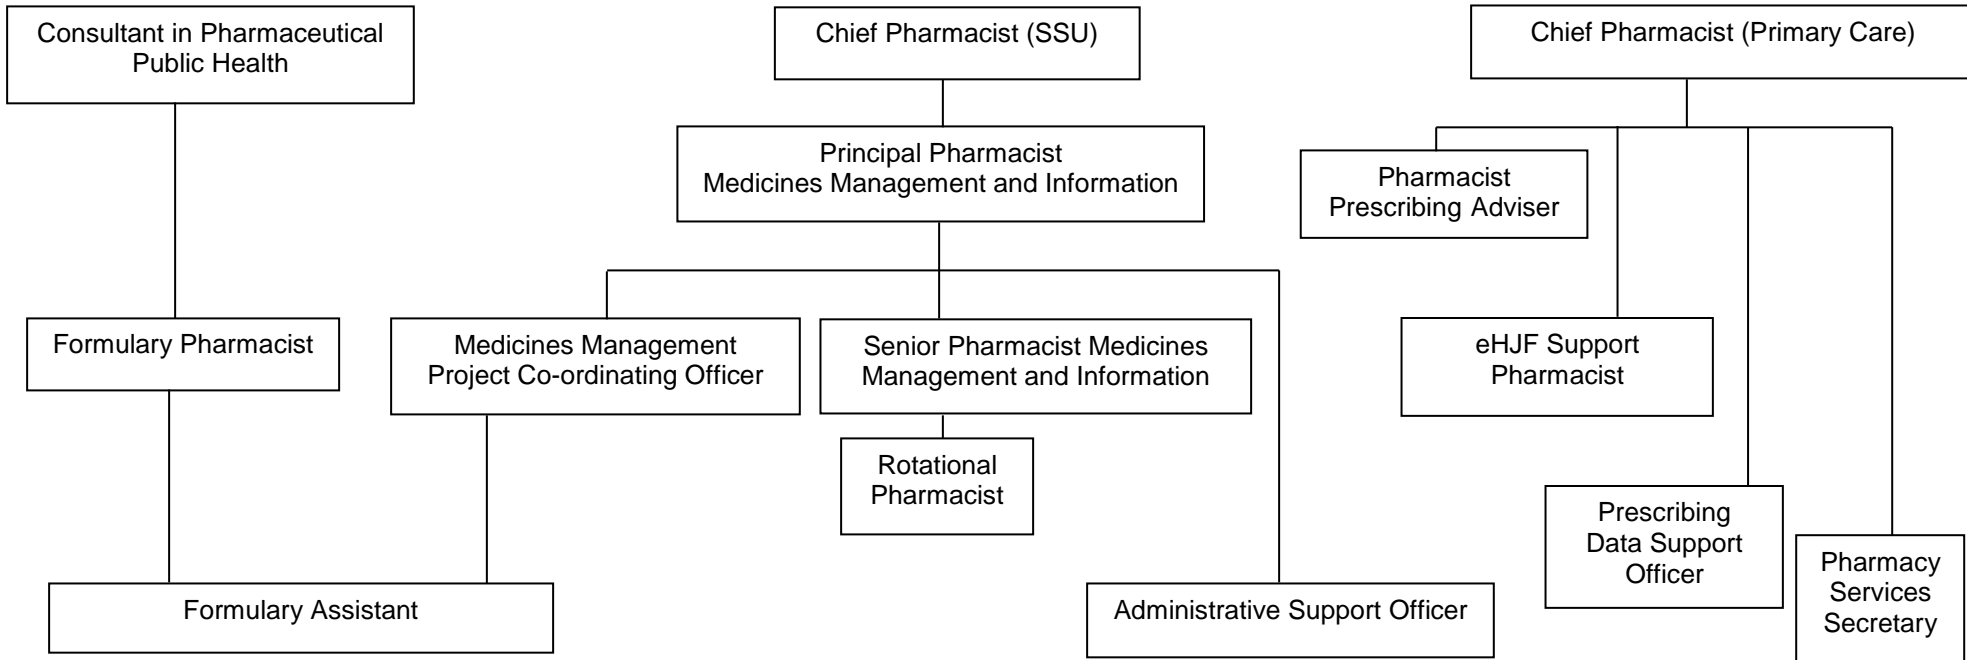 Consultant in Pharmaceutical
Public Health
Chief Pharmacist (SSU)
Chief Pharmacist (Primary Care)
Principal Pharmacist
Medicines Management and Information
Pharmacist
Prescribing Adviser
Formulary Pharmacist
Medicines Management
Project Co-ordinating Officer
Senior Pharmacist Medicines
Management and Information
eHJF Support
Pharmacist
Rotational
Pharmacist
Prescribing
Data Support
Officer
Pharmacy
Services
Secretary
Formulary Assistant
Administrative Support Officer